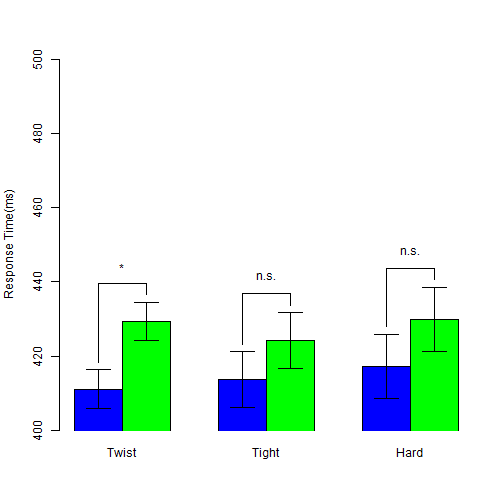 500
480
460
440
420
400
Response Time(ms)
*
n.s.
n.s.
Twist
Tight
Hard